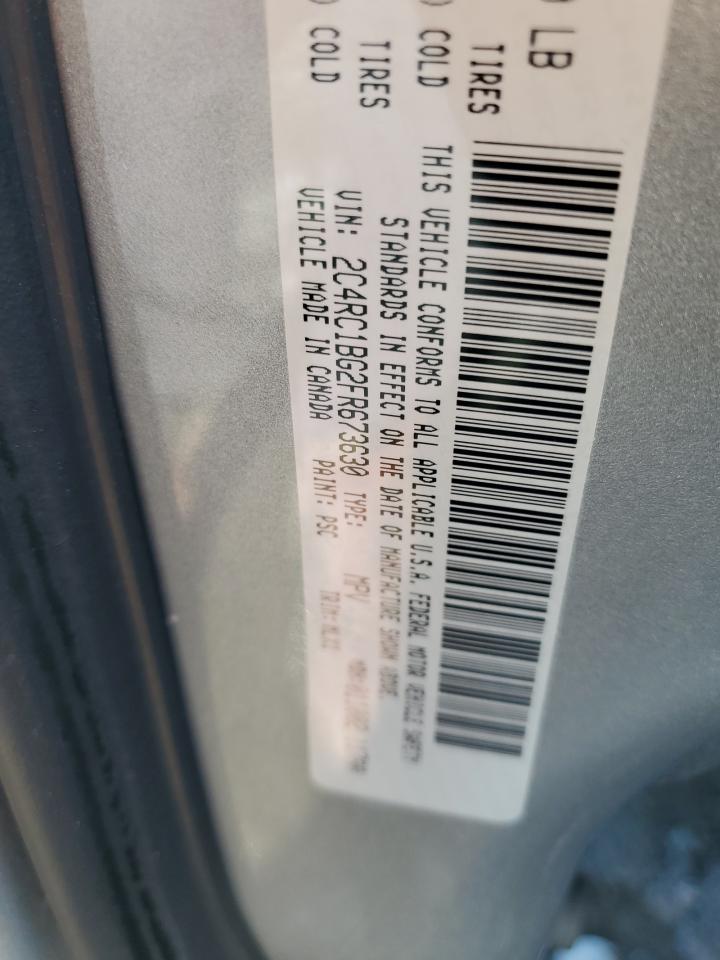 LB
TIRES
) COLD
TIRES
) COLD
THIS VEHICLE CONFORMS TO ALL APPLICABLE U.S.A. FEDERAL MOTOR VEHICLE SAFETY
STANDARDS IN EFFECT ON THE DATE OF MANUFACTURE SHOWN ABOVE.
VIN: 2C4RC1BG2FR673630 TYPE: MPV
VEHICLE MADE IN CANADA PAINT: PSC TRIM: